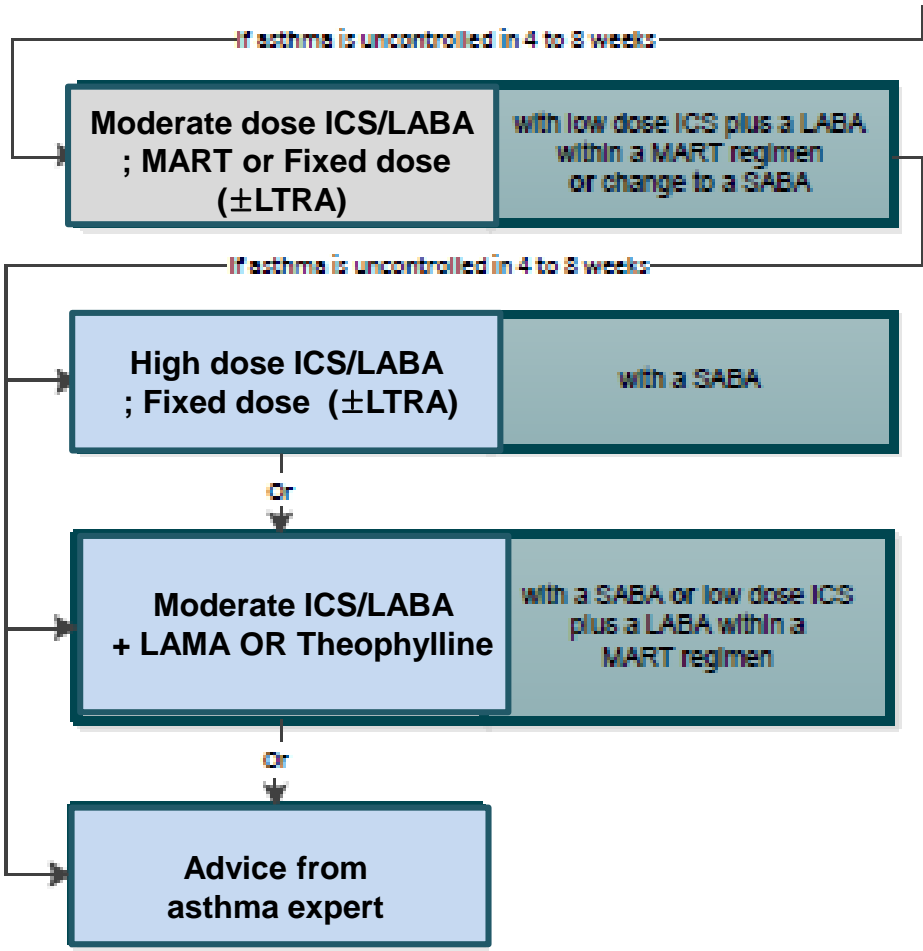 If asthma is uncontrolled in 4 to 8 weeks
Moderate dose ICS/LABA
; MART or Fixed dose
(±LTRA)
with low dose ICS plus a LABA
within a MART regimen
or change to a SABA
If asthma is uncontrolled in 4 to 8 weeks
High dose ICS/LABA
; Fixed dose (±LTRA)
with a SABA
Or
Moderate ICS/LABA
+ LAMA OR Theophylline
with a SABA or low dose ICS
plus a LABA within a
MART regimen
Or
Advice from
asthma expert